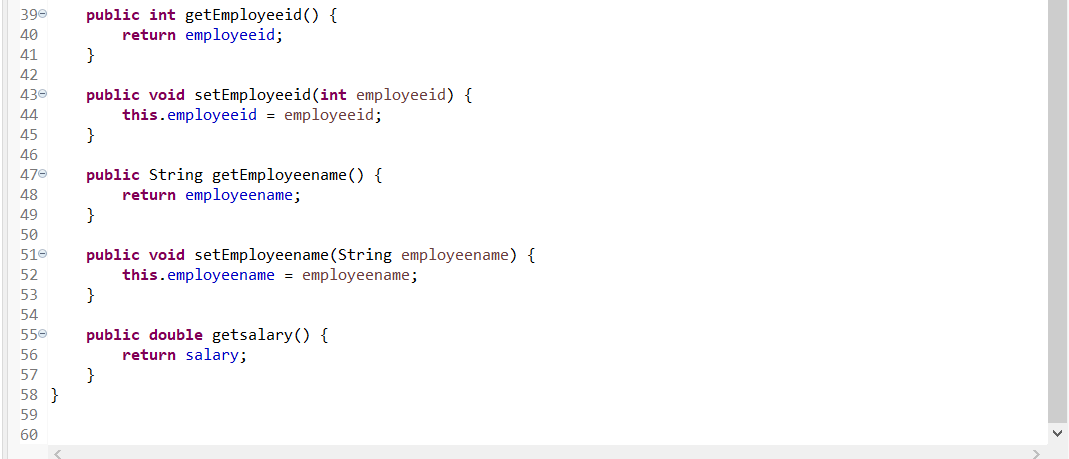 39 public int getEmployeeid() {
40 return employeeid;
41 }
42
43 public void setEmployeeid(int employeeid) {
44 this.employeeid = employeeid;
45 }
46
47 public String getEmployeename() {
48 return employeename;
49 }
50
51 public void setEmployeename(String employeename) {
52 this.employeename = employeename;
53 }
54
55 public double getsalary() {
56 return salary;
57 }
58 }
59
60